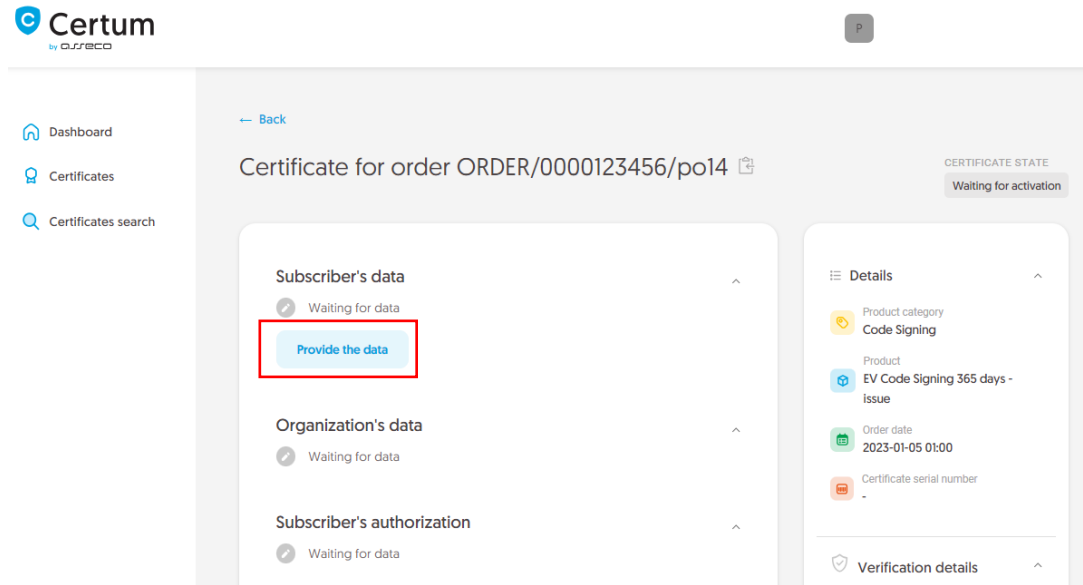 Certum
by asseco
P
Dashboard
Certificates
Certificates search
← Back
Certificate for order ORDER/0000123456/po14
CERTIFICATE STATE
Waiting for activation
Subscriber's data
Waiting for data
Provide the data
Organization's data
Waiting for data
Subscriber's authorization
Waiting for data
Details
Product category
Code Signing
Product
EV Code Signing 365 days -
issue
Order date
2023-01-05 01:00
Certificate serial number
-
Verification details